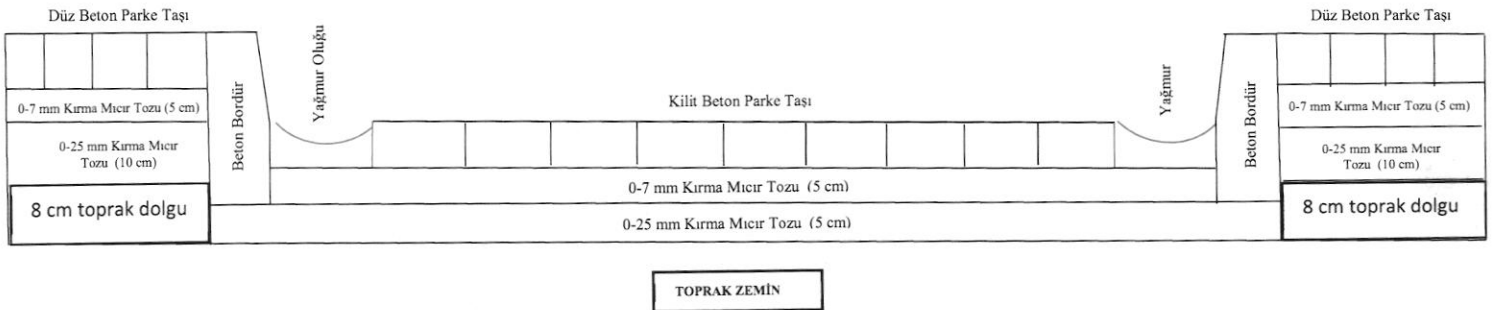 Düz Beton Parke Taşı
0-7 mm Kırma Mıcır Tozu (5 cm)
0-25 mm Kırma Mıcır
Tozu (10 cm)
8 cm toprak dolgu
Beton Bordür
Yağmur Oluğu
Kilit Beton Parke Taşı
0-7 mm Kırma Mıcır Tozu (5 cm)
0-25 mm Kırma Mıcır Tozu (5 cm)
TOPRAK ZEMİN
Yağmur
Beton Bordür
Düz Beton Parke Taşı
0-7 mm Kırma Mıcır Tozu (5 cm)
0-25 mm Kırma Mıcır
Tozu (10 cm)
8 cm toprak dolgu